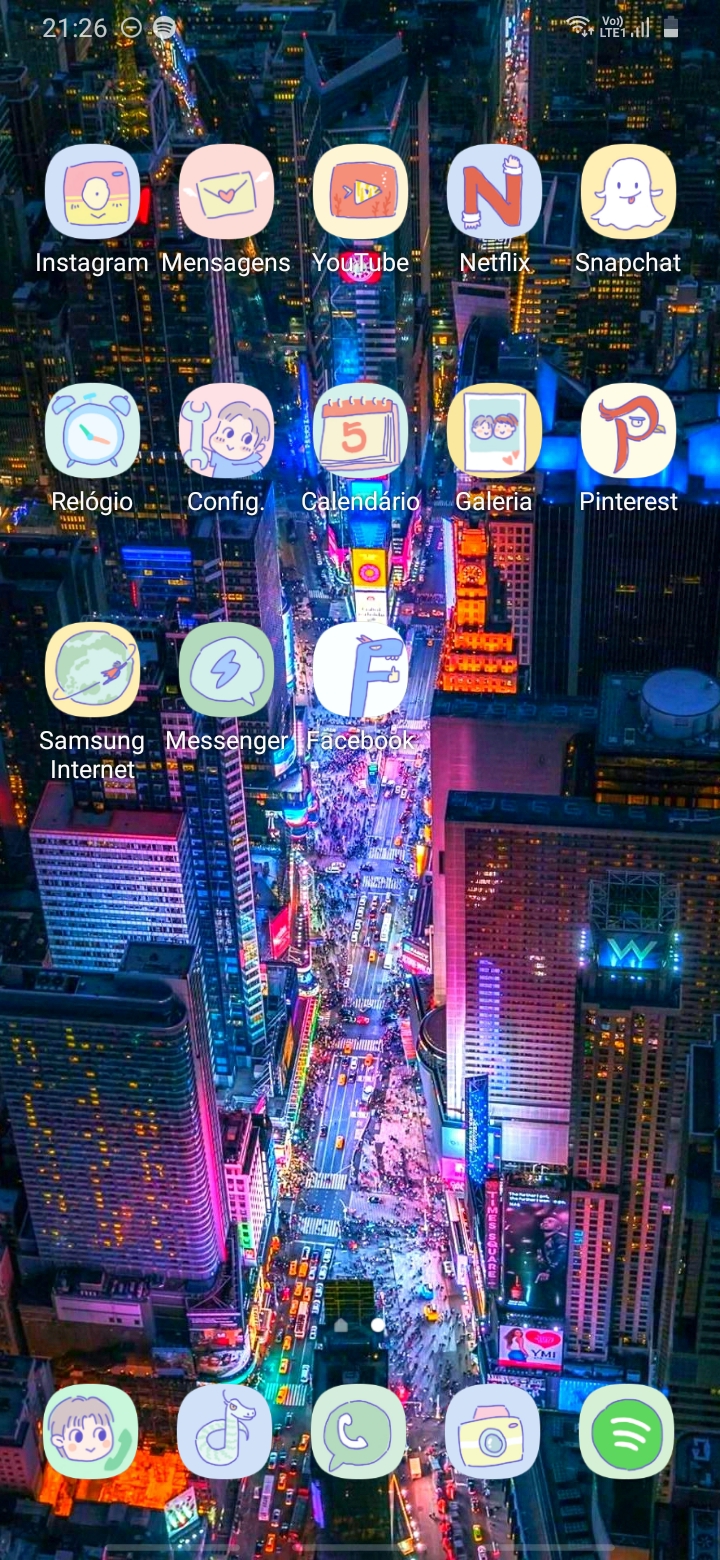 21:26
Vo))
LTE1
Instagram
Mensagens
YouTube
Netflix
Snapchat
5
Relógio
Config.
Calendário
Galeria
Pinterest
Samsung
Internet
Messenger
Facebook
W
TIMES SQUARE
YMI